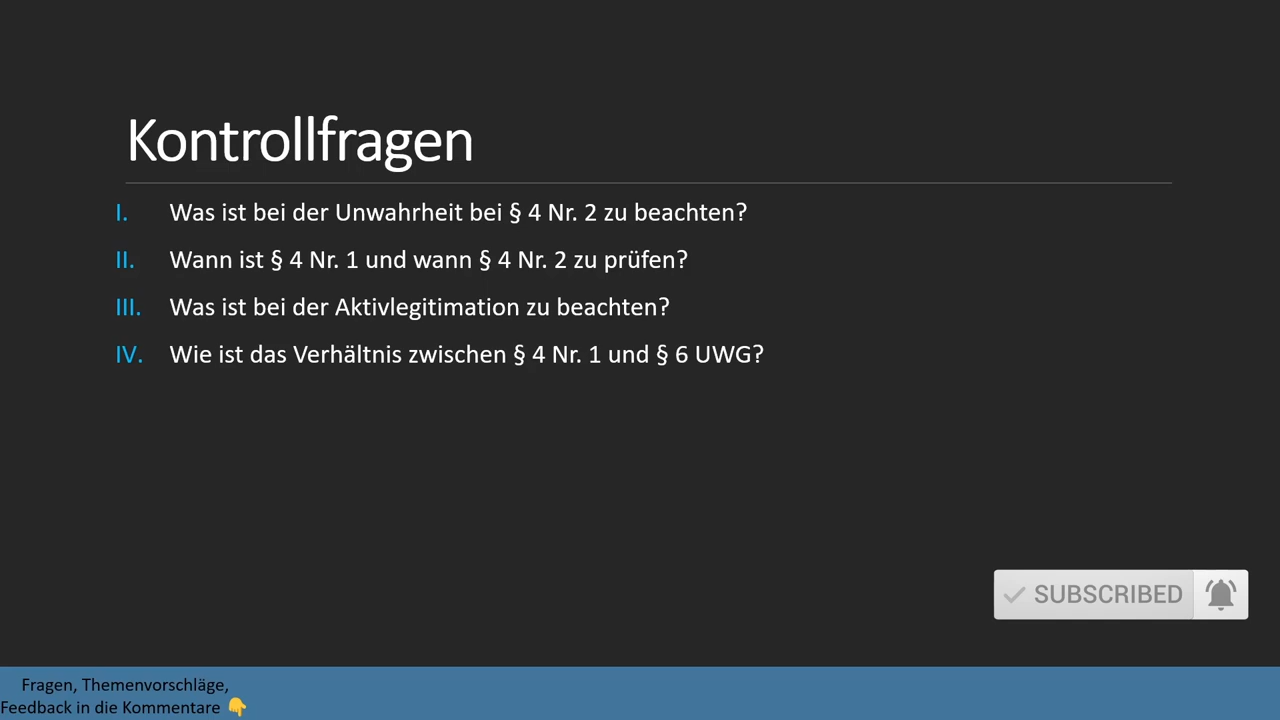 Kontrollfragen
I. Was ist bei der Unwahrheit bei § 4 Nr. 2 zu beachten?
II. Wann ist § 4 Nr. 1 und wann § 4 Nr. 2 zu prüfen?
III. Was ist bei der Aktivlegitimation zu beachten?
IV. Wie ist das Verhältnis zwischen § 4 Nr. 1 und § 6 UWG?
SUBSCRIBED
Fragen, Themenvorschläge,
Feedback in die Kommentare 👇